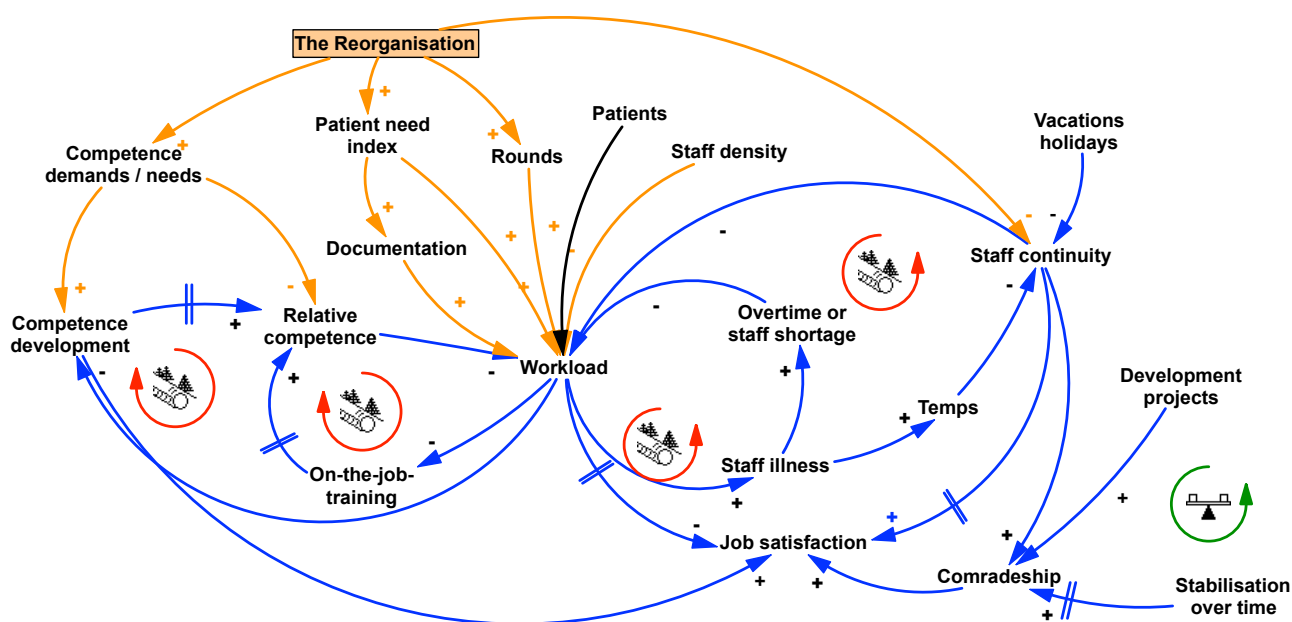 The Reorganisation
Patients
Patient need
index
Rounds
Staff density
Vacations
holidays
Competence
demands / needs
Documentation
Staff continuity
Competence
development
Relative
competence
Overtime or
staff shortage
Workload
Development
projects
Temps
On-the-job-
training
Staff illness
Job satisfaction
Comradeship
Stabilisation
over time